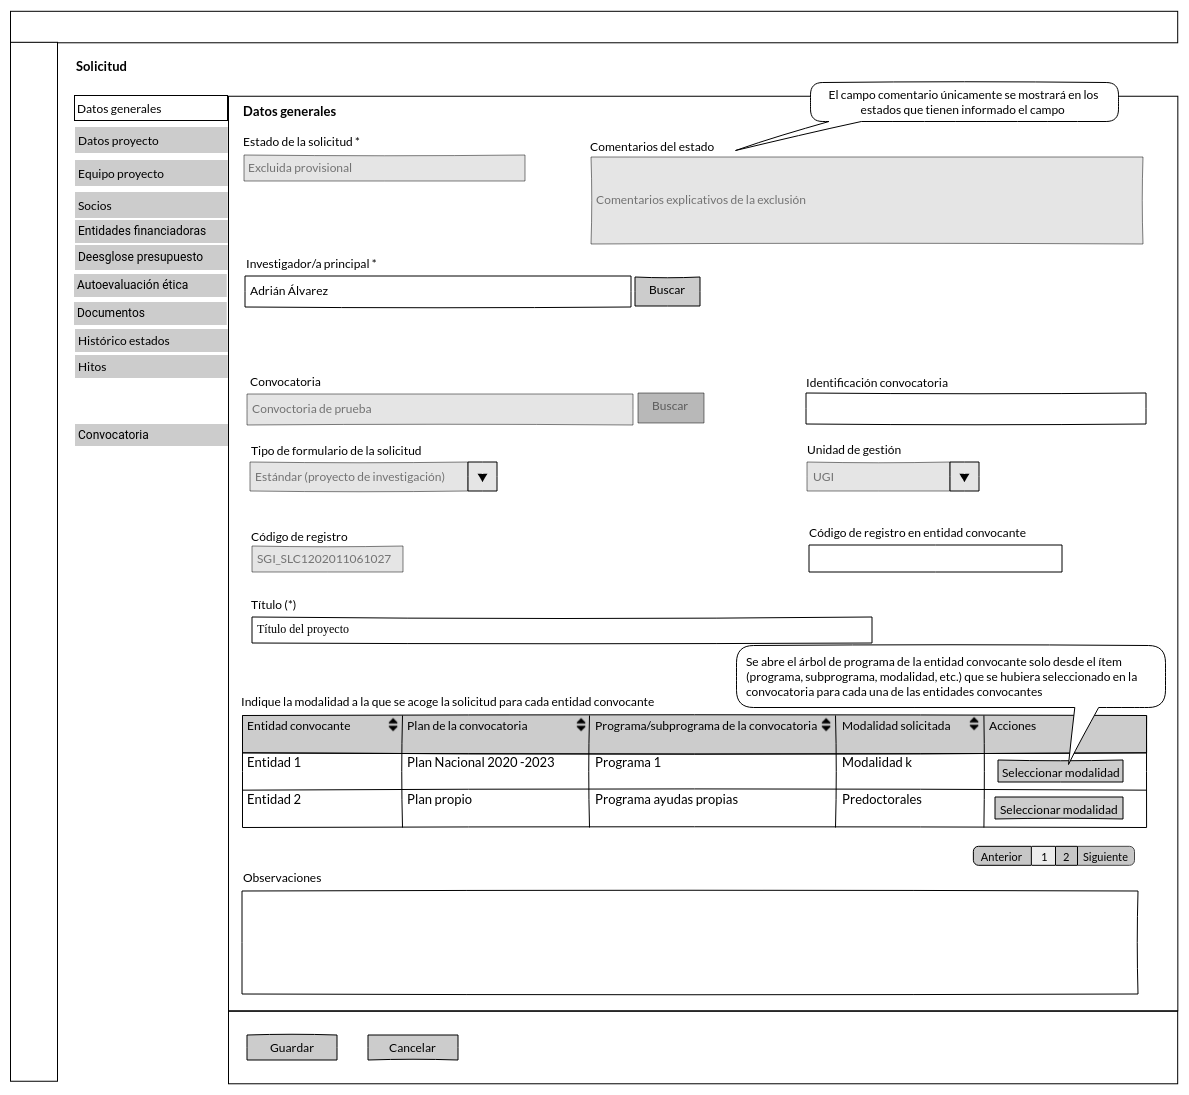 Solicitud
Datos generales
Datos proyecto
Equipo proyecto
Socios
Entidades financiadoras
Deesglose presupuesto
Autoevaluación ética
Documentos
Histórico estados
Hitos
Convocatoria
Datos generales
El campo comentario únicamente se mostrará en los
estados que tienen informado el campo
Estado de la solicitud *
Excluida provisional
Comentarios del estado
Comentarios explicativos de la exclusión
Investigador/a principal *
Adrián Álvarez
Buscar
Convocatoria
Convoctoria de prueba
Buscar
Identificación convocatoria
Tipo de formulario de la solicitud
Estándar (proyecto de investigación)
Unidad de gestión
UGI
Código de registro
SGI_SLC1202011061027
Código de registro en entidad convocante
Título (*)
Título del proyecto
Se abre el árbol de programa de la entidad convocante solo desde el ítem
(programa, subprograma, modalidad, etc.) que se hubiera seleccionado en la
convocatoria para cada una de las entidades convocantes
Indique la modalidad a la que se acoge la solicitud para cada entidad convocante
Entidad convocante Plan de la convocatoria Programa/subprograma de la convocatoria Modalidad solicitada Acciones
Entidad 1 Plan Nacional 2020 -2023 Programa 1 Modalidad k Seleccionar modalidad
Entidad 2 Plan propio Programa ayudas propias Predoctorales Seleccionar modalidad
Anterior 1 2 Siguiente
Observaciones
Guardar Cancelar